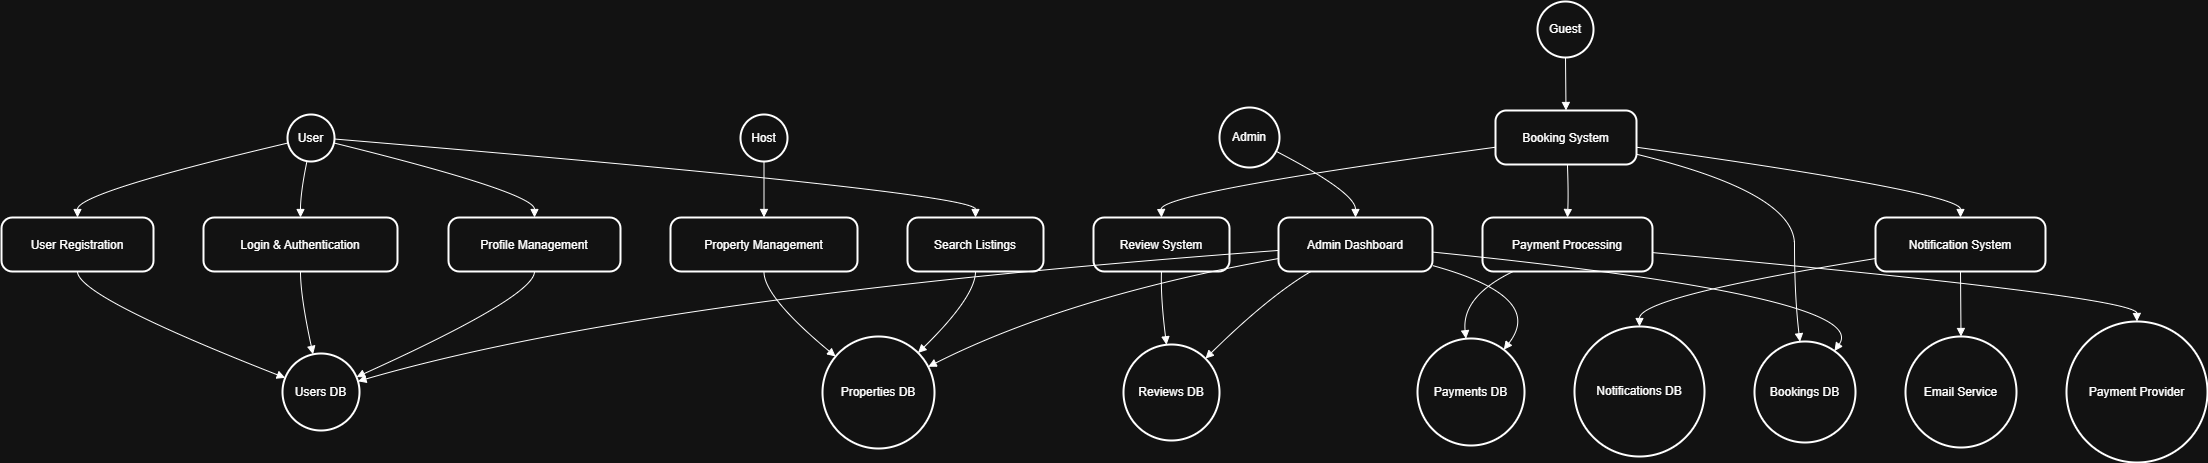 Guest
User
Host
Admin
Booking System
User Registration
Login & Authentication
Profile Management
Property Management
Search Listings
Review System
Admin Dashboard
Payment Processing
Notification System
Users DB
Properties DB
Reviews DB
Payments DB
Notifications DB
Bookings DB
Email Service
Payment Provider